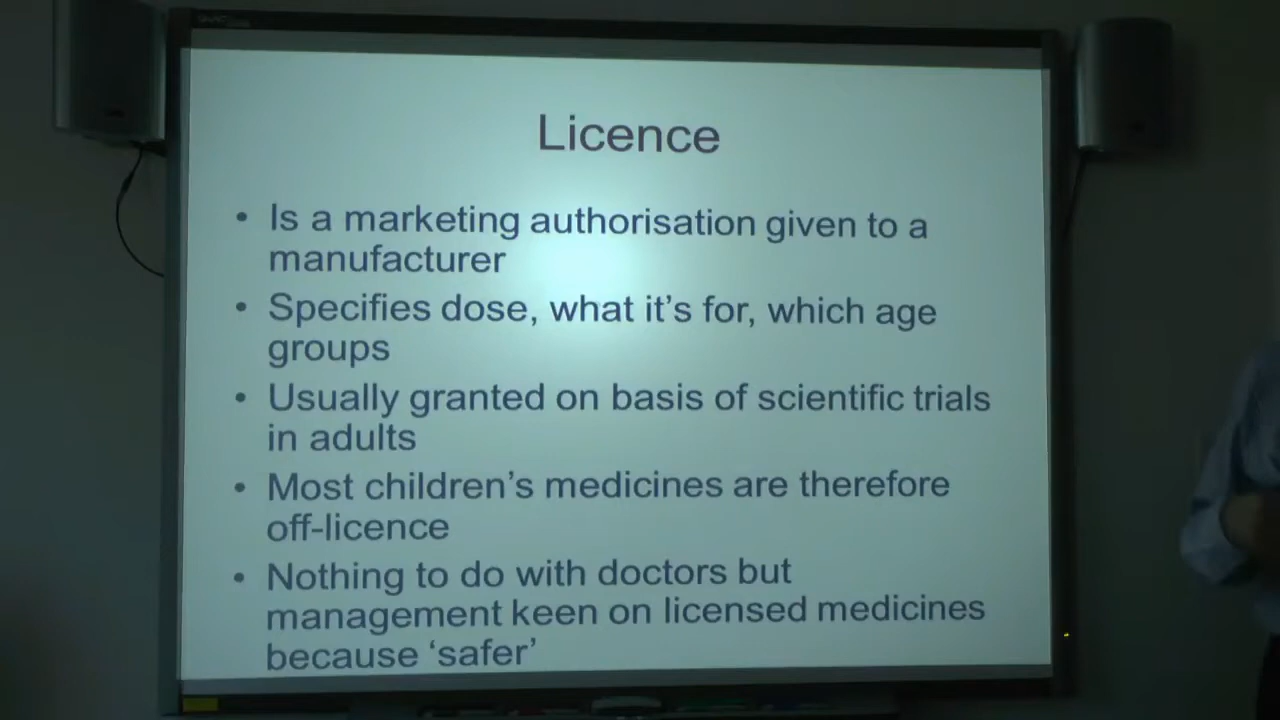 Licence
• Is a marketing authorisation given to a
manufacturer
• Specifies dose, what it's for, which age
groups
• Usually granted on basis of scientific trials
in adults
• Most children's medicines are therefore
off-licence
• Nothing to do with doctors but
management keen on licensed medicines
because 'safer'